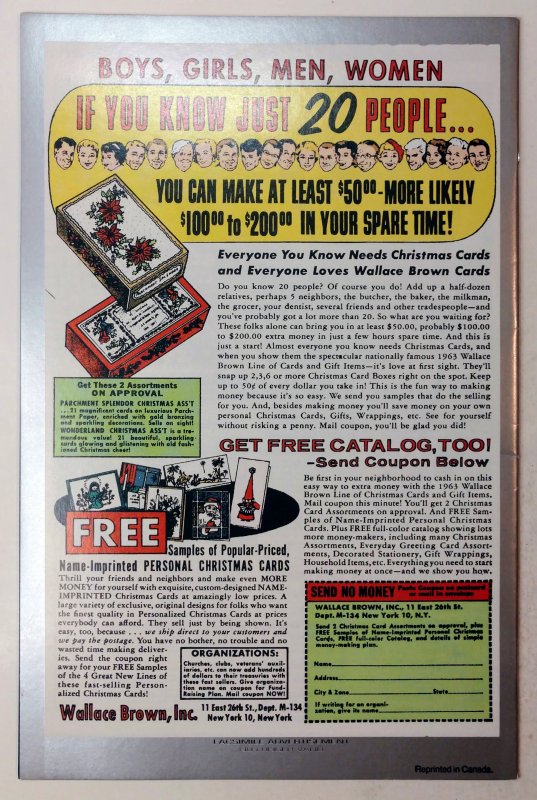 BOYS, GIRLS, MEN, WOMEN
IF YOU KNOW JUST 20 PEOPLE...
YOU CAN MAKE AT LEAST $50⁰⁰-MORE LIKELY
$100⁰⁰ to $200⁰⁰ IN YOUR SPARE TIME!
Everyone You Know Needs Christmas Cards
and Everyone Loves Wallace Brown Cards
Do you know 20 people? Of course you do! Add up a half-dozen
relatives, perhaps 5 neighbors, the butcher, the baker, the milkman,
the grocer, your dentist, several friends and other tradespeople—and
you've probably got a lot more than 20. So what are you waiting for?
These folks alone can bring you in at least $50.00, probably $100.00
to $200.00 extra money in just a few hours spare time. And this is
just a start! Almost everyone you know needs Christmas Cards, and
when you show them the spectacular nationally famous 1963 Wallace
Brown Line of Cards and Gift Items—it's love at first sight. They'll
snap up 2,3,6 or more Christmas Card Boxes right on the spot. Keep
up to 50¢ of every dollar you take in! This is the fun way to making
money because it's so easy. We send you samples that do the selling
for you. And, besides making money you'll save money on your own
personal Christmas Cards, Gifts, Wrappings, etc. See for yourself
without risking a penny. Mail coupon, you'll be glad you did!
Get These 2 Assortments
ON APPROVAL
PARCHMENT SPLENDOR CHRISTMAS ASS'T
...21 magnificent cards on luxurious Parch-
ment Paper, enriched with gold bronzing
and sparkling decorations. Sells on sight!
WONDERLAND CHRISTMAS ASS'T is a tre-
mendous value! 21 beautiful, sparkling
cards glowing and glistening with old fash-
ioned Christmas cheer!
GET FREE CATALOG, TOO!
-Send Coupon Below
Be first in your neighborhood to cash in on this
easy way to extra money with the 1963 Wallace
Brown Line of Christmas Cards and Gift Items.
Mail coupon this minute! You'll get 2 Christmas
Card Assortments on approval. And FREE Sam-
ples of Name-Imprinted Personal Christmas
Cards. Plus FREE full-color catalog showing lots
more money-makers, including many Christmas
Assortments, Everyday Greeting Card Assort-
ments, Decorated Stationery, Gift Wrappings,
Household Items, etc. Everything you need to start
making money at once—and we show you how.
FREE
Samples of Popular-Priced,
Name-Imprinted PERSONAL CHRISTMAS CARDS
Thrill your friends and neighbors and make even MORE
MONEY for yourself with exquisite, custom-designed NAME-
IMPRINTED Christmas Cards at amazingly low prices. A
large variety of exclusive, original designs for folks who want
the finest quality in Personalized Christmas Cards at prices
everybody can afford. They sell just by being shown. It's
easy, too, because ... we ship direct to your customers and
we pay the postage. You have no bother, no trouble and no
wasted time making deliver-
ies. Send the coupon right
away for your FREE Samples
of the 4 Great New Lines of
these fast-selling Person-
alized Christmas Cards!
ORGANIZATIONS:
Churches, clubs, veterans' auxil-
iaries, etc. can now add hundreds
of dollars to their treasuries with
these fast sellers. Give organiza-
tion name on coupon for Fund-
Raising Plan. Mail coupon NOW!
Wallace Brown, Inc.
11 East 26th St., Dept. M-134
New York 10, New York
SEND NO MONEY Paste Coupon on postcard
or mail in envelope
WALLACE BROWN, INC., 11 East 26th St.
Dept. M-134 New York 10, N.Y.
Send 2 Christmas Card Assortments on approval, plus
FREE Samples of Name-Imprinted Personal Christmas
Cards, FREE full-color Catalog, and details of simple
money-making plan.
Name
Address
City & Zone State
If writing for an organi-
zation, give its name
FACSIMILE ADVERTISEMENT
Reprinted in Canada.